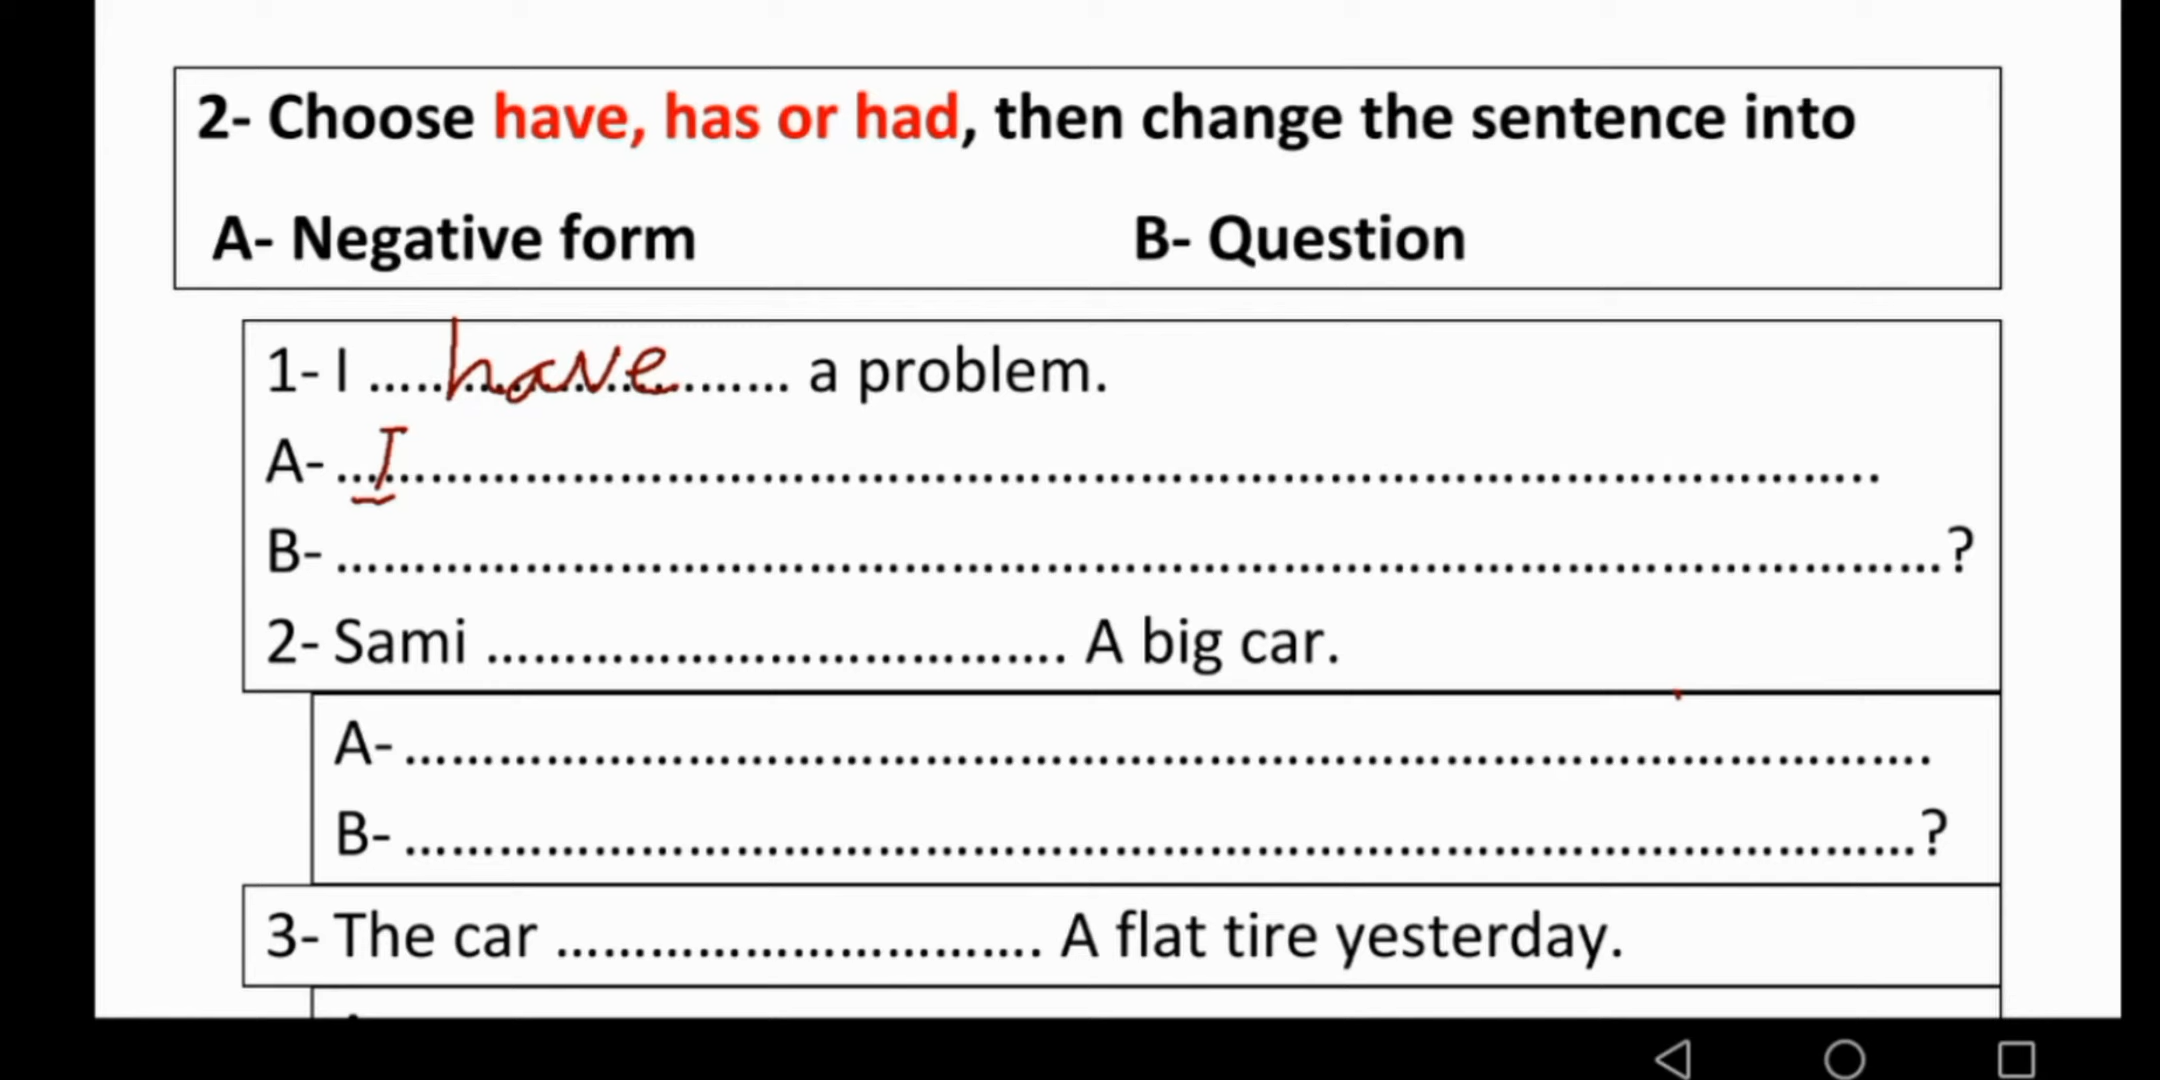 2- Choose have, has or had, then change the sentence into
A- Negative form B- Question
1- I ....have........ a problem.
A- ...I........................................................................
B- ................................................................................?
2- Sami .................................... A big car.
A- ................................................................................
B- ................................................................................?
3- The car .............................. A flat tire yesterday.